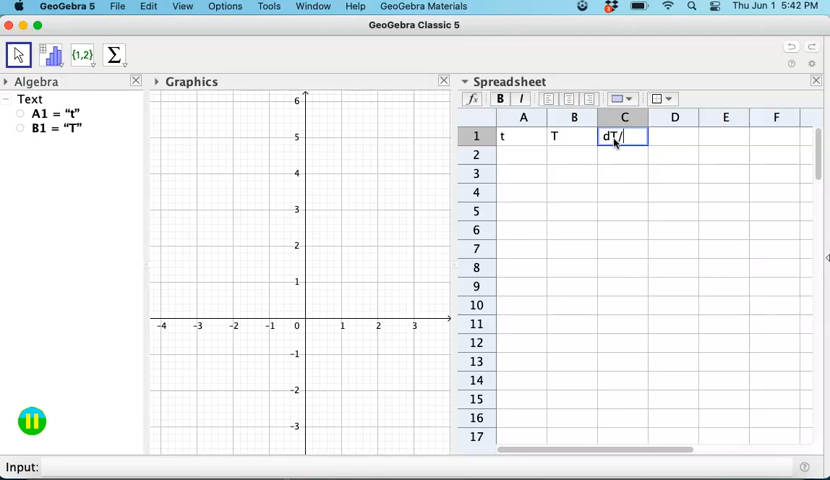 GeoGebra 5 File Edit View Options Tools Window Help GeoGebra Materials Thu Jun 1 5:42 PM
GeoGebra Classic 5
{1,2} Σ
Algebra Graphics Spreadsheet
Text
A1 = “t”
B1 = “T”
fx B I
A B C D E F
1 t T dT/
2
3
4
5
6
7
8
9
10
11
12
13
14
15
16
17
6
5
4
3
2
1
-4 -3 -2 -1 0 1 2 3
-1
-2
-3
Input: